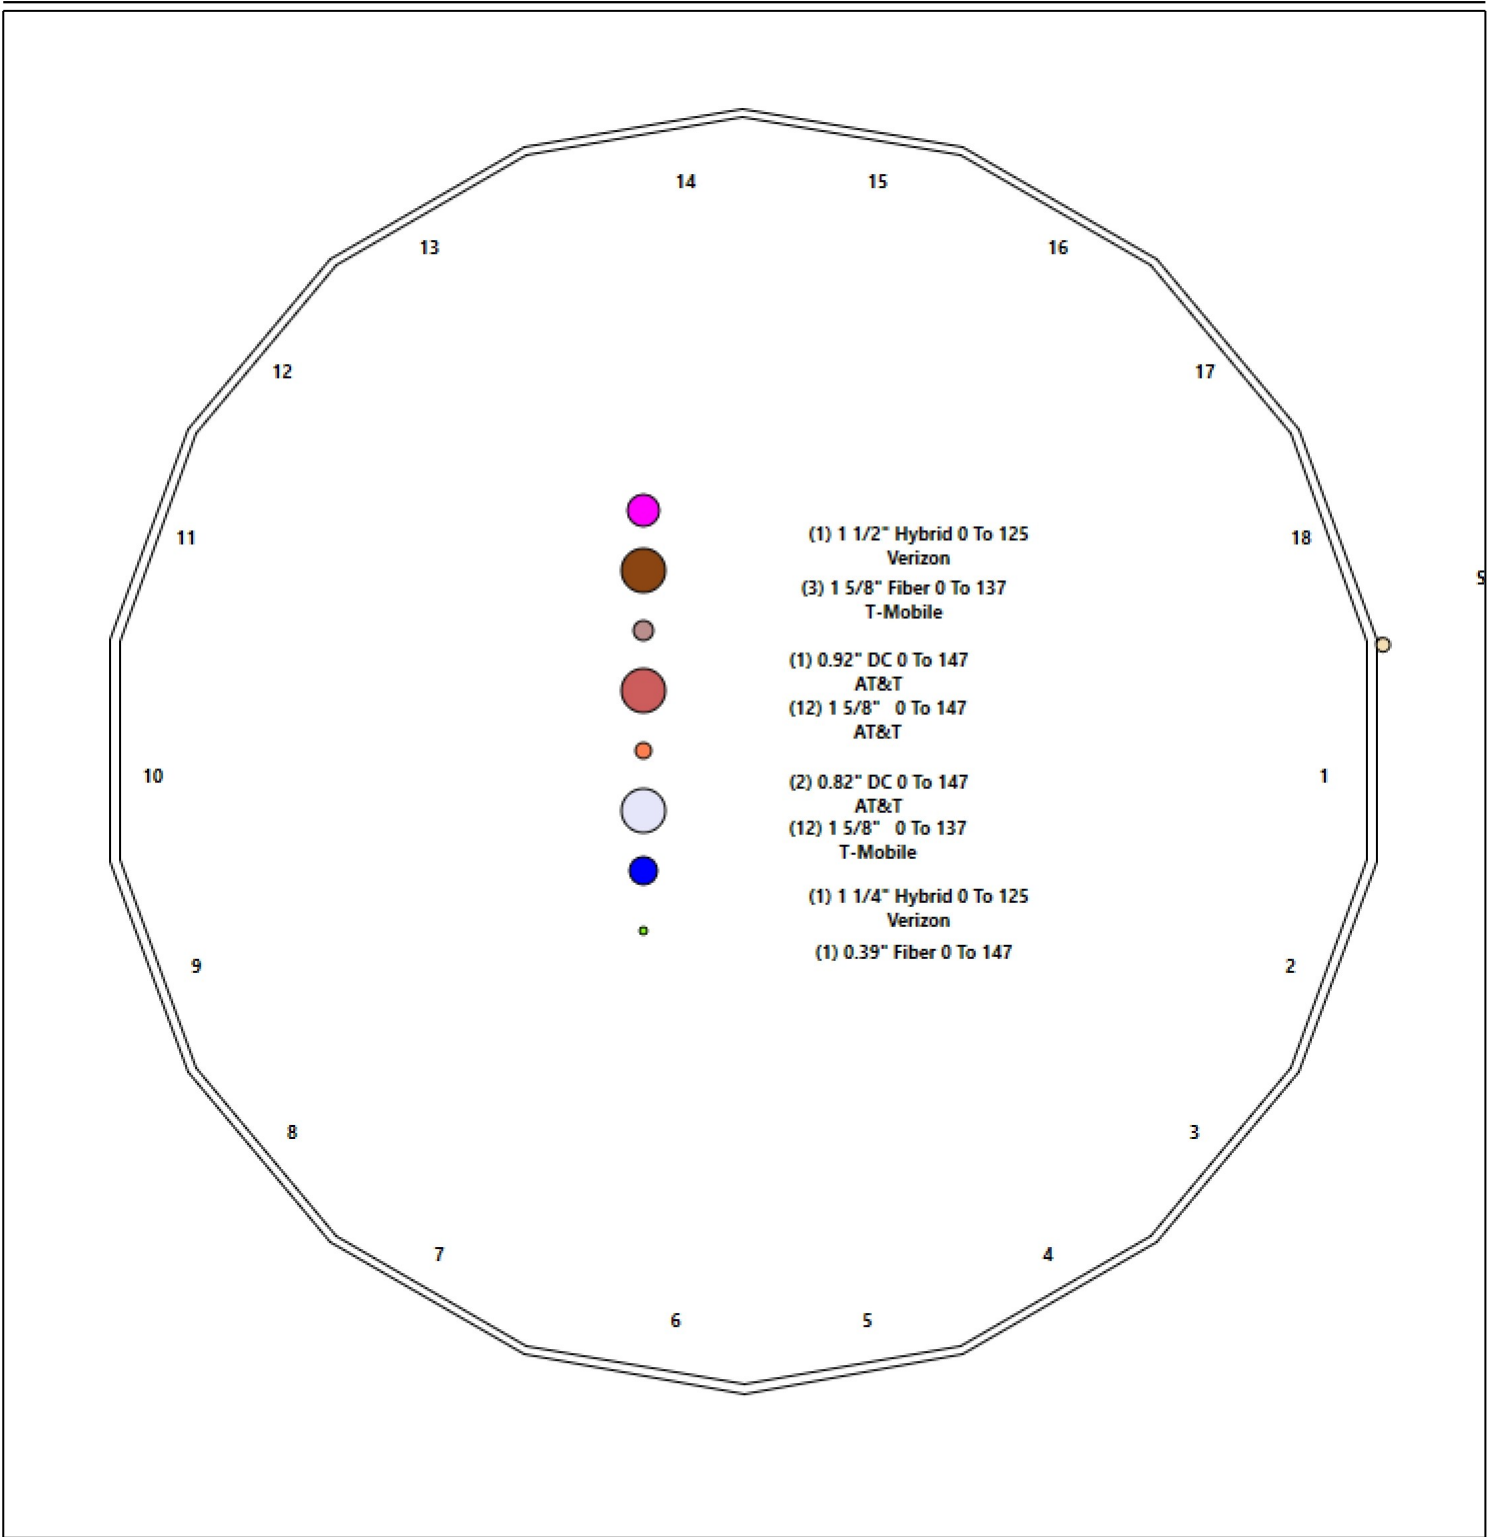 14
15
13
16
12
17
11
18
(1) 1 1/2" Hybrid 0 To 125
Verizon
(3) 1 5/8" Fiber 0 To 137
T-Mobile
(1) 0.92" DC 0 To 147
AT&T
(12) 1 5/8"   0 To 147
AT&T
10
1
(2) 0.82" DC 0 To 147
AT&T
(12) 1 5/8"   0 To 137
T-Mobile
(1) 1 1/4" Hybrid 0 To 125
Verizon
(1) 0.39" Fiber 0 To 147
9
2
8
3
7
4
6
5